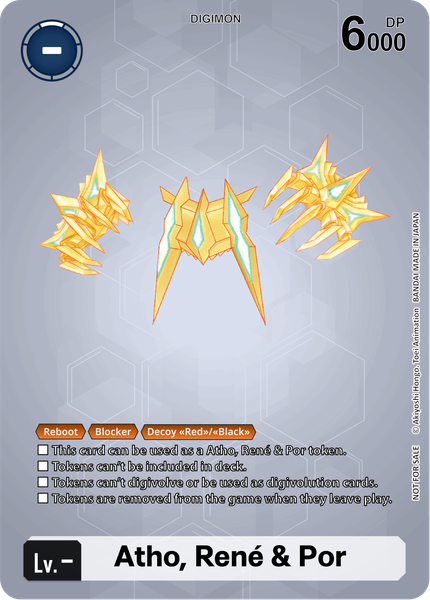 DIGIMON
-
DP
6000
Reboot Blocker Decoy «Red»/«Black»
This card can be used as a Atho, René & Por token.
Tokens can't be included in deck.
Tokens can't digivolve or be used as digivolution cards.
Tokens are removed from the game when they leave play.
NOT FOR SALE © Akiyoshi Hongo, Toei Animation BANDAI MADE IN JAPAN
Lv.- Atho, René & Por